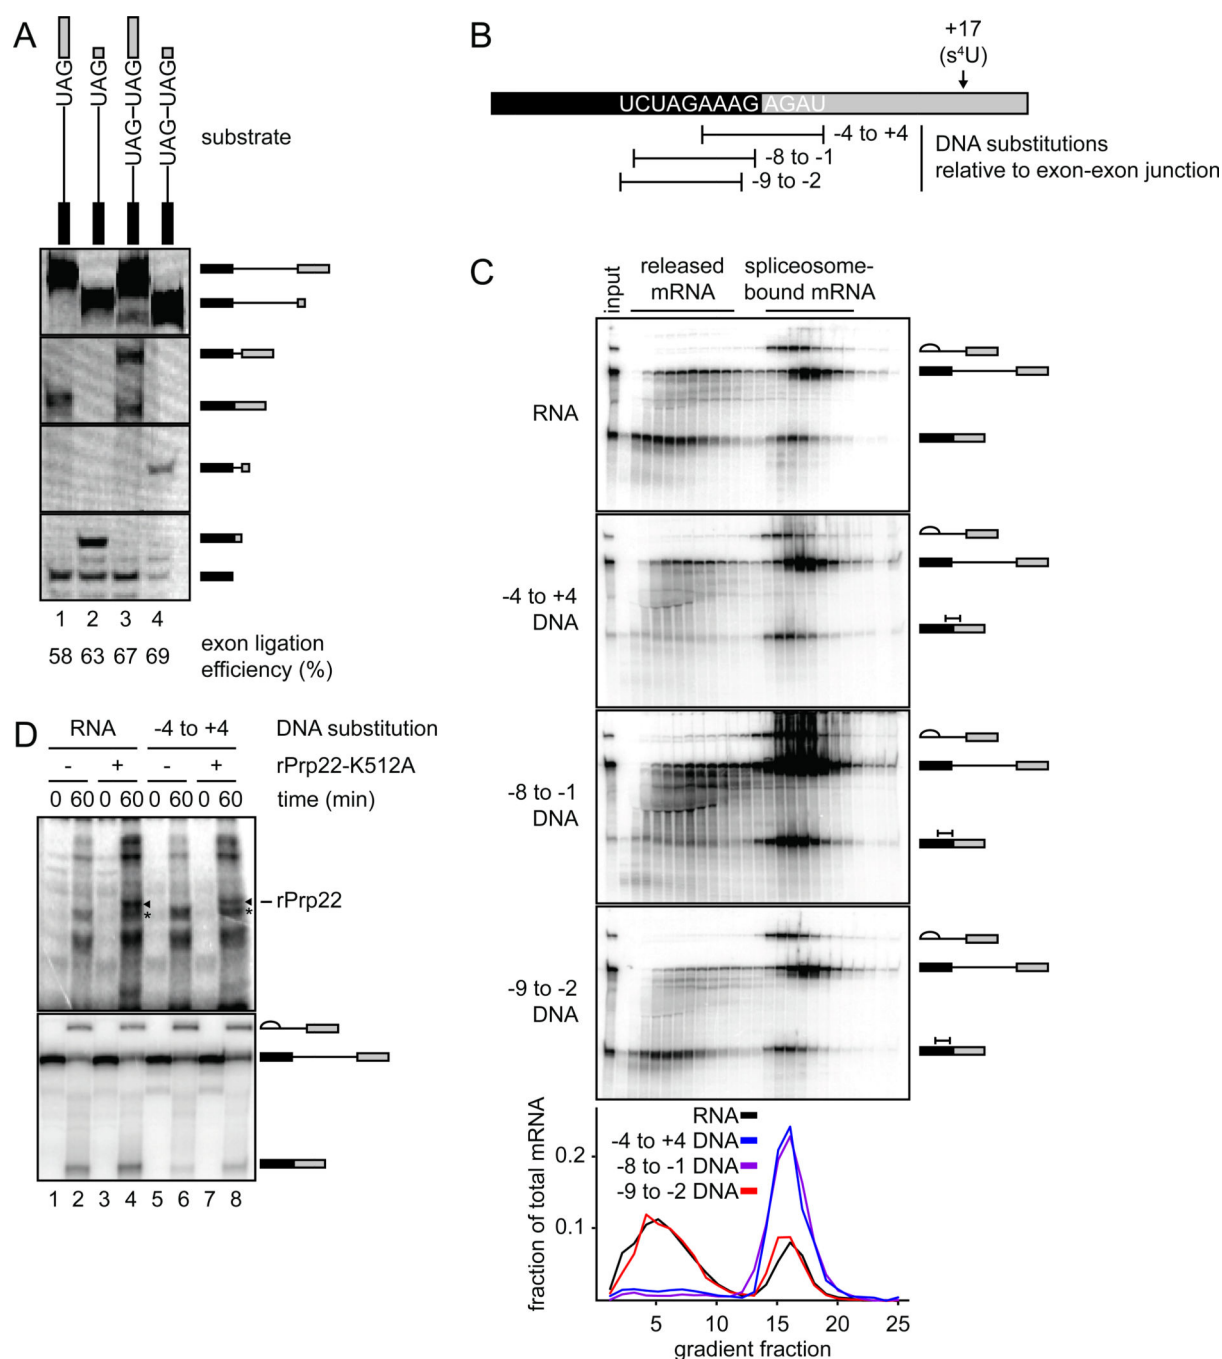 A
UAG
UAG
UAG–UAG
UAG–UAG
substrate
1 2 3 4
58 63 67 69
exon ligation
efficiency (%)
B
+17
(s⁴U)
UCUAGAAAG AGAU
-4 to +4
-8 to -1
-9 to -2
DNA substitutions
relative to exon-exon junction
C
input
released
mRNA
spliceosome-
bound mRNA
RNA
-4 to +4
DNA
-8 to -1
DNA
-9 to -2
DNA
fraction of total mRNA
0.2
0.1
RNA
-4 to +4 DNA
-8 to -1 DNA
-9 to -2 DNA
5 10 15 20 25
gradient fraction
D
RNA -4 to +4 DNA substitution
- + - + rPrp22-K512A
0 60 0 60 0 60 0 60 time (min)
* *
rPrp22
1 2 3 4 5 6 7 8